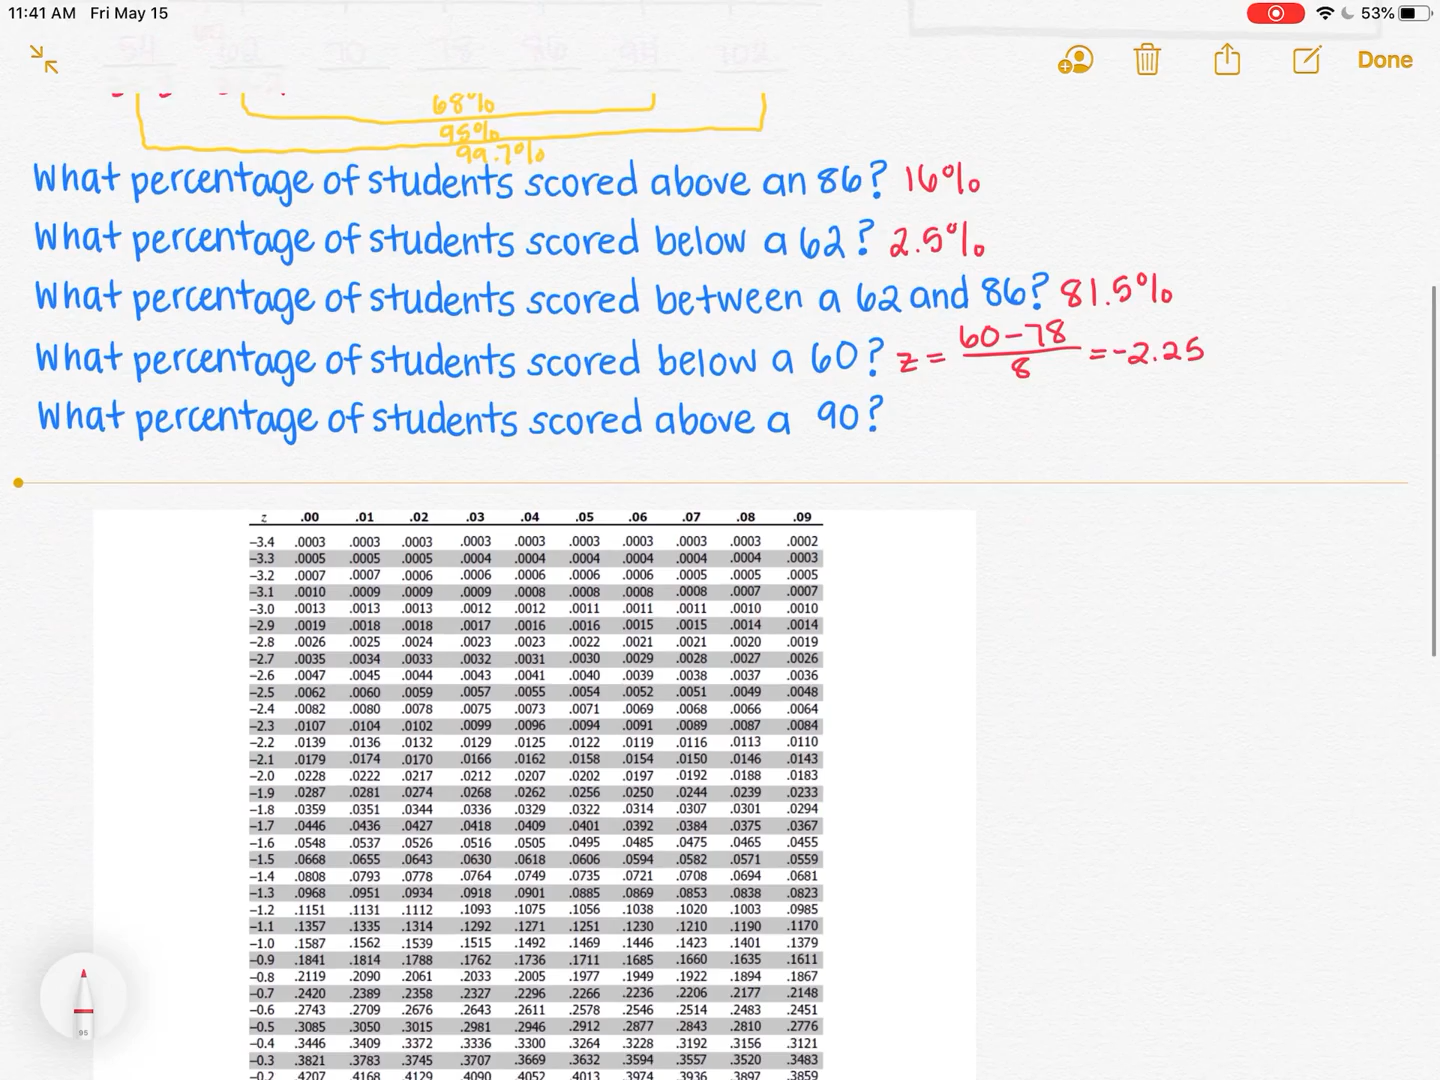 11:41 AM Fri May 15
53%
Done
54 62 70 78 86 94 102
68%
95%
99.7%
What percentage of students scored above an 86? 16%
What percentage of students scored below a 62? 2.5%
What percentage of students scored between a 62 and 86? 81.5%
What percentage of students scored below a 60? z = 60-78 / 8 = -2.25
What percentage of students scored above a 90?
z .00 .01 .02 .03 .04 .05 .06 .07 .08 .09
−3.4 .0003 .0003 .0003 .0003 .0003 .0003 .0003 .0003 .0003 .0002
−3.3 .0005 .0005 .0005 .0004 .0004 .0004 .0004 .0004 .0004 .0003
−3.2 .0007 .0007 .0006 .0006 .0006 .0006 .0006 .0005 .0005 .0005
−3.1 .0010 .0009 .0009 .0009 .0008 .0008 .0008 .0008 .0007 .0007
−3.0 .0013 .0013 .0013 .0012 .0012 .0011 .0011 .0011 .0010 .0010
−2.9 .0019 .0018 .0018 .0017 .0016 .0016 .0015 .0015 .0014 .0014
−2.8 .0026 .0025 .0024 .0023 .0023 .0022 .0021 .0021 .0020 .0019
−2.7 .0035 .0034 .0033 .0032 .0031 .0030 .0029 .0028 .0027 .0026
−2.6 .0047 .0045 .0044 .0043 .0041 .0040 .0039 .0038 .0037 .0036
−2.5 .0062 .0060 .0059 .0057 .0055 .0054 .0052 .0051 .0049 .0048
−2.4 .0082 .0080 .0078 .0075 .0073 .0071 .0069 .0068 .0066 .0064
−2.3 .0107 .0104 .0102 .0099 .0096 .0094 .0091 .0089 .0087 .0084
−2.2 .0139 .0136 .0132 .0129 .0125 .0122 .0119 .0116 .0113 .0110
−2.1 .0179 .0174 .0170 .0166 .0162 .0158 .0154 .0150 .0146 .0143
−2.0 .0228 .0222 .0217 .0212 .0207 .0202 .0197 .0192 .0188 .0183
−1.9 .0287 .0281 .0274 .0268 .0262 .0256 .0250 .0244 .0239 .0233
−1.8 .0359 .0351 .0344 .0336 .0329 .0322 .0314 .0307 .0301 .0294
−1.7 .0446 .0436 .0427 .0418 .0409 .0401 .0392 .0384 .0375 .0367
−1.6 .0548 .0537 .0526 .0516 .0505 .0495 .0485 .0475 .0465 .0455
−1.5 .0668 .0655 .0643 .0630 .0618 .0606 .0594 .0582 .0571 .0559
−1.4 .0808 .0793 .0778 .0764 .0749 .0735 .0721 .0708 .0694 .0681
−1.3 .0968 .0951 .0934 .0918 .0901 .0885 .0869 .0853 .0838 .0823
−1.2 .1151 .1131 .1112 .1093 .1075 .1056 .1038 .1020 .1003 .0985
−1.1 .1357 .1335 .1314 .1292 .1271 .1251 .1230 .1210 .1190 .1170
−1.0 .1587 .1562 .1539 .1515 .1492 .1469 .1446 .1423 .1401 .1379
−0.9 .1841 .1814 .1788 .1762 .1736 .1711 .1685 .1660 .1635 .1611
−0.8 .2119 .2090 .2061 .2033 .2005 .1977 .1949 .1922 .1894 .1867
−0.7 .2420 .2389 .2358 .2327 .2296 .2266 .2236 .2206 .2177 .2148
−0.6 .2743 .2709 .2676 .2643 .2611 .2578 .2546 .2514 .2483 .2451
−0.5 .3085 .3050 .3015 .2981 .2946 .2912 .2877 .2843 .2810 .2776
−0.4 .3446 .3409 .3372 .3336 .3300 .3264 .3228 .3192 .3156 .3121
−0.3 .3821 .3783 .3745 .3707 .3669 .3632 .3594 .3557 .3520 .3483
−0.2 .4207 .4168 .4129 .4090 .4052 .4013 .3974 .3936 .3897 .3859
95